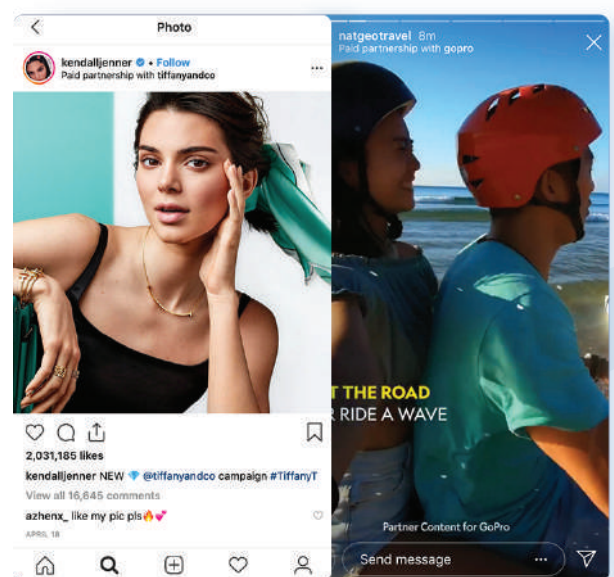 Photo
kendalljenner • Follow
Paid partnership with tiffanyandco
2,031,185 likes
kendalljenner NEW 💎 @tiffanyandco campaign #TiffanyT
View all 16,645 comments
azhenx_ like my pic pls🔥💕
APRIL 18
natgeotravel 8m
Paid partnership with gopro
T THE ROAD
R RIDE A WAVE
Partner Content for GoPro
Send message